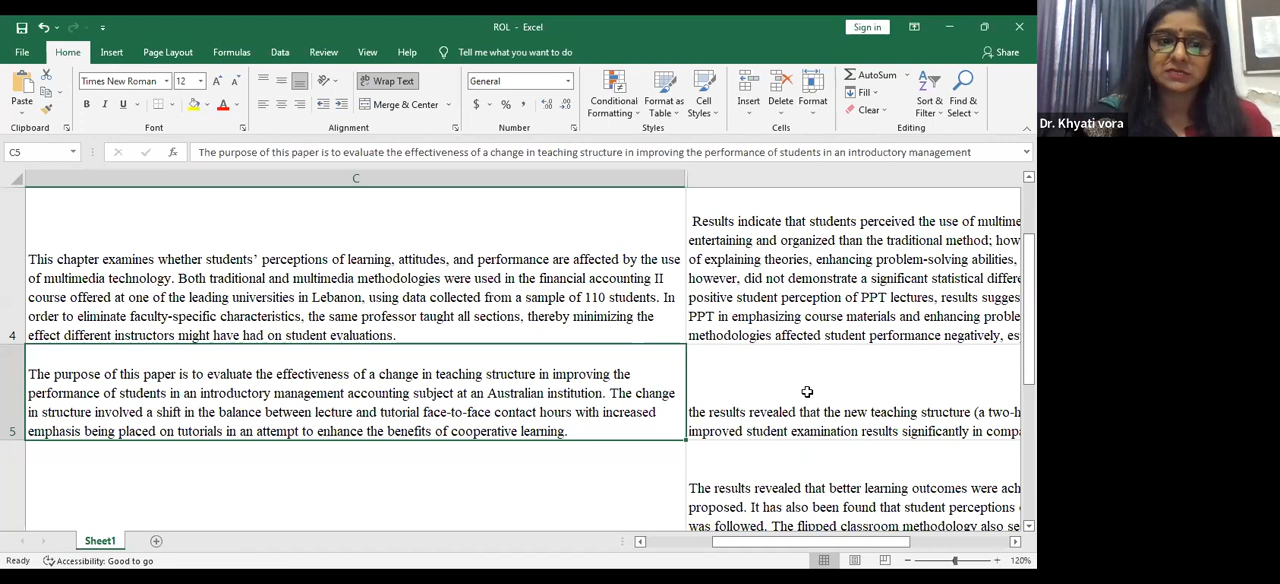 ROL - Excel
Sign in
File Home Insert Page Layout Formulas Data Review View Help Tell me what you want to do Share
Times New Roman 12 Wrap Text General AutoSum
Paste B I U Merge & Center $ % Conditional Formatting Format as Table Cell Styles Insert Delete Format Fill Clear Sort & Filter Find & Select
Clipboard Font Alignment Number Styles Cells Editing
Dr. Khyati vora
C5 fx The purpose of this paper is to evaluate the effectiveness of a change in teaching structure in improving the performance of students in an introductory management
C
This chapter examines whether students' perceptions of learning, attitudes, and performance are affected by the use
of multimedia technology. Both traditional and multimedia methodologies were used in the financial accounting II
course offered at one of the leading universities in Lebanon, using data collected from a sample of 110 students. In
order to eliminate faculty-specific characteristics, the same professor taught all sections, thereby minimizing the
4 effect different instructors might have had on student evaluations.
Results indicate that students perceived the use of multime
entertaining and organized than the traditional method; how
of explaining theories, enhancing problem-solving abilities,
however, did not demonstrate a significant statistical differe
positive student perception of PPT lectures, results sugges
PPT in emphasizing course materials and enhancing proble
methodologies affected student performance negatively, es
The purpose of this paper is to evaluate the effectiveness of a change in teaching structure in improving the
performance of students in an introductory management accounting subject at an Australian institution. The change
in structure involved a shift in the balance between lecture and tutorial face-to-face contact hours with increased
5 emphasis being placed on tutorials in an attempt to enhance the benefits of cooperative learning.
the results revealed that the new teaching structure (a two-h
improved student examination results significantly in compa
The results revealed that better learning outcomes were ach
proposed. It has also been found that student perceptions
was followed. The flipped classroom methodology also se
Sheet1
Ready Accessibility: Good to go 120%